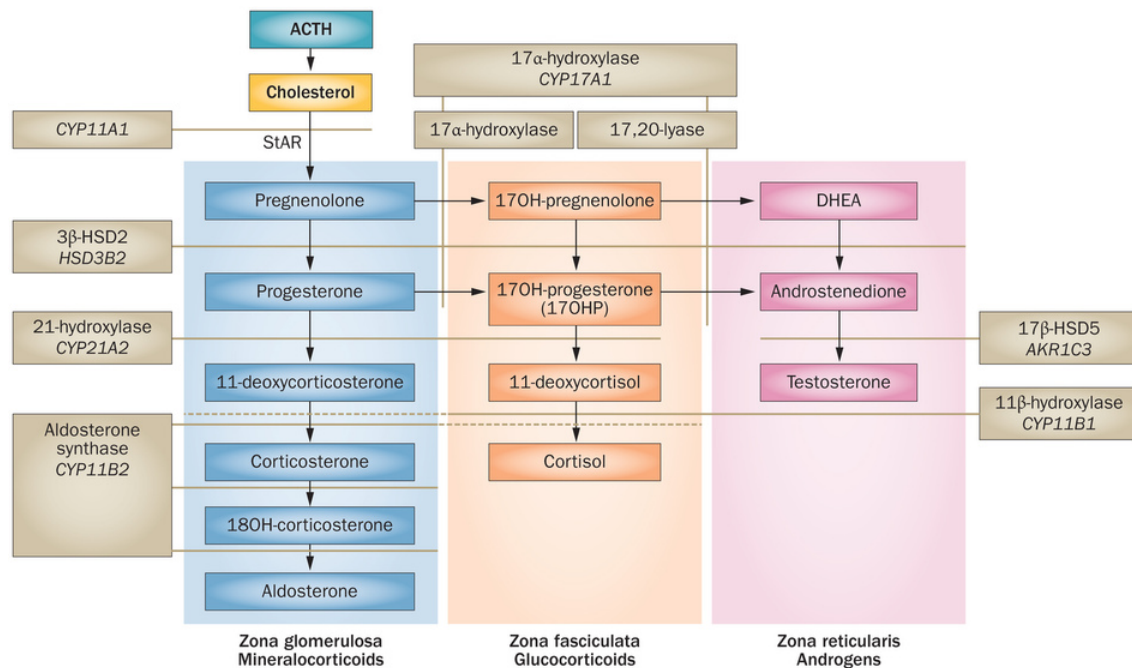 ACTH
Cholesterol
17α-hydroxylase
CYP17A1
CYP11A1
StAR
17α-hydroxylase
17,20-lyase
Pregnenolone
17OH-pregnenolone
DHEA
3β-HSD2
HSD3B2
Progesterone
17OH-progesterone
(17OHP)
Androstenedione
21-hydroxylase
CYP21A2
17β-HSD5
AKR1C3
11-deoxycorticosterone
11-deoxycortisol
Testosterone
11β-hydroxylase
CYP11B1
Aldosterone
synthase
CYP11B2
Corticosterone
Cortisol
18OH-corticosterone
Aldosterone
Zona glomerulosa
Mineralocorticoids
Zona fasciculata
Glucocorticoids
Zona reticularis
Androgens